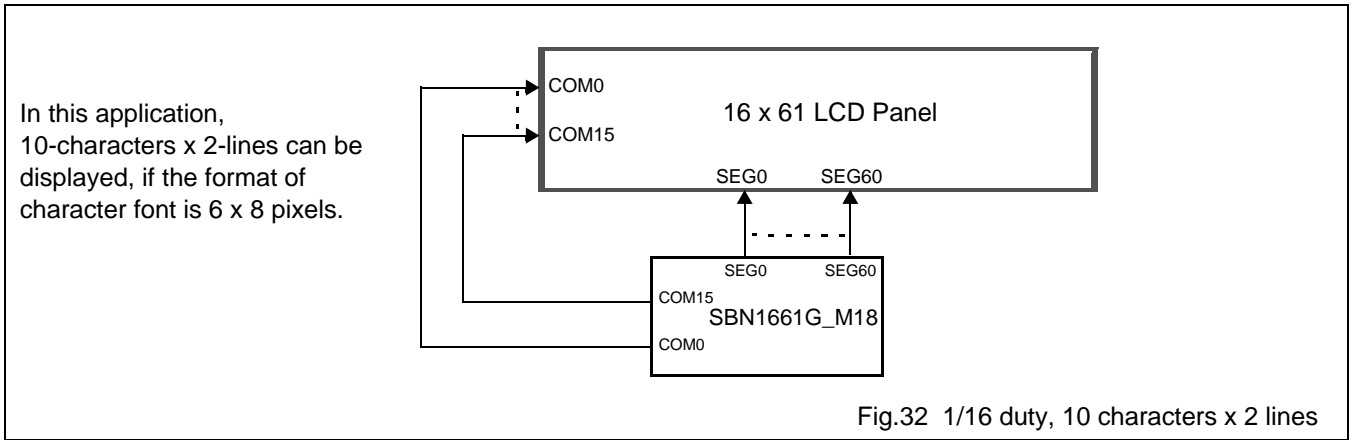 In this application,
10-characters x 2-lines can be
displayed, if the format of
character font is 6 x 8 pixels.
COM0
16 x 61 LCD Panel
COM15
SEG0 SEG60
SEG0 SEG60
COM15
SBN1661G_M18
COM0
Fig.32 1/16 duty, 10 characters x 2 lines